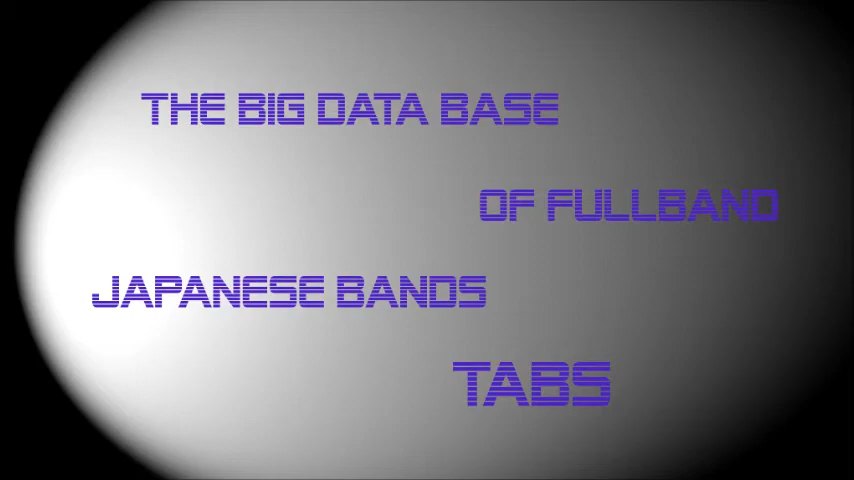 THE BIG DATA BASE
OF FULLBAND
JAPANESE BANDS
TABS